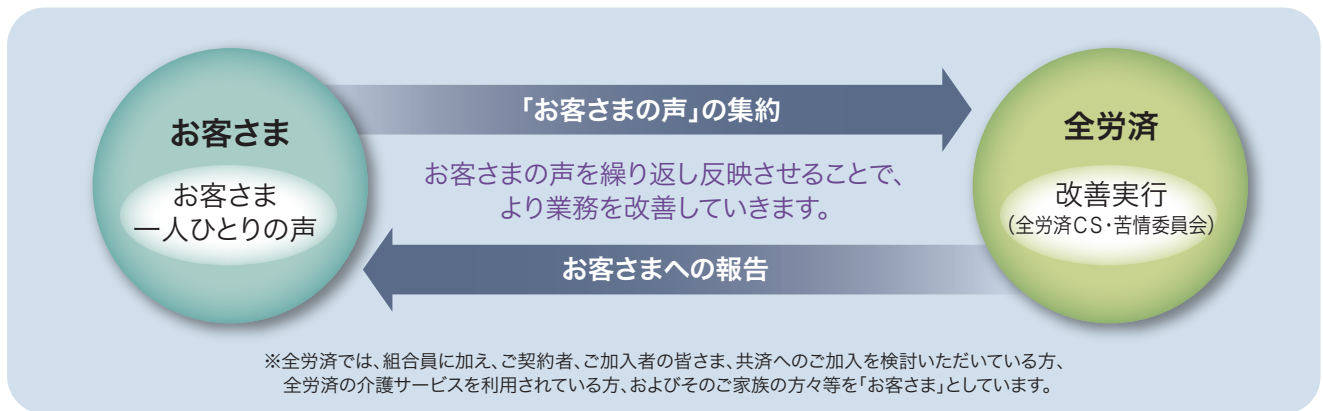 お客さま
お客さま
一人ひとりの声
「お客さまの声」の集約
お客さまの声を繰り返し反映させることで、
より業務を改善していきます。
お客さまへの報告
全労済
改善実行
(全労済CS・苦情委員会)
※全労済では、組合員に加え、ご契約者、ご加入者の皆さま、共済へのご加入を検討いただいている方、
全労済の介護サービスを利用されている方、およびそのご家族の方々等を「お客さま」としています。